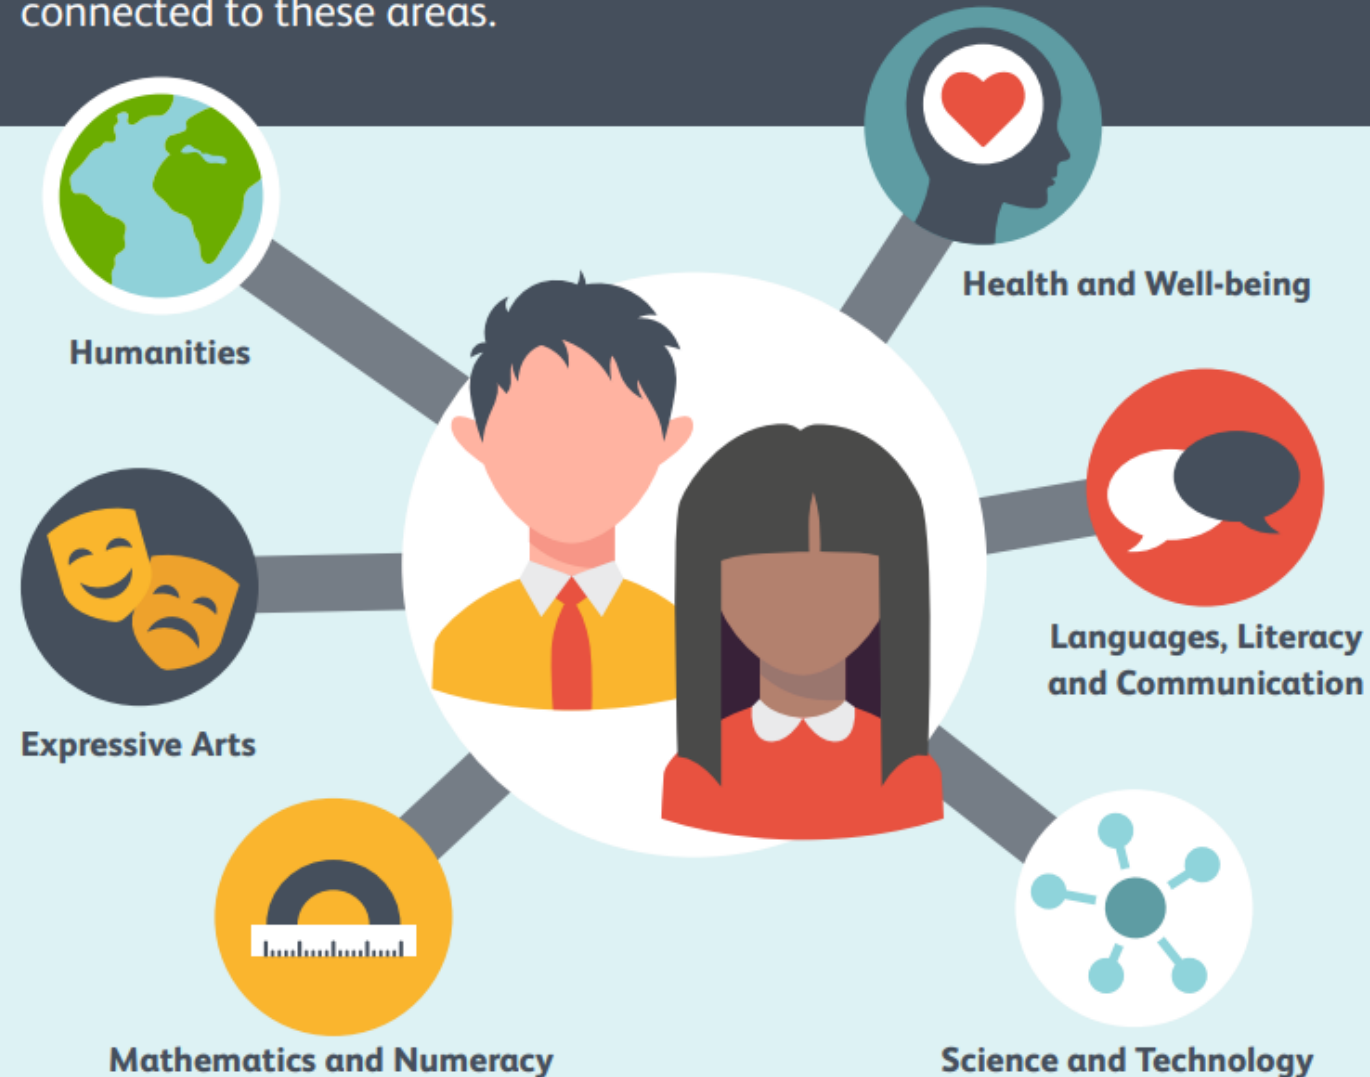 connected to these areas.
Humanities
Health and Well-being
Expressive Arts
Languages, Literacy
and Communication
Mathematics and Numeracy
Science and Technology